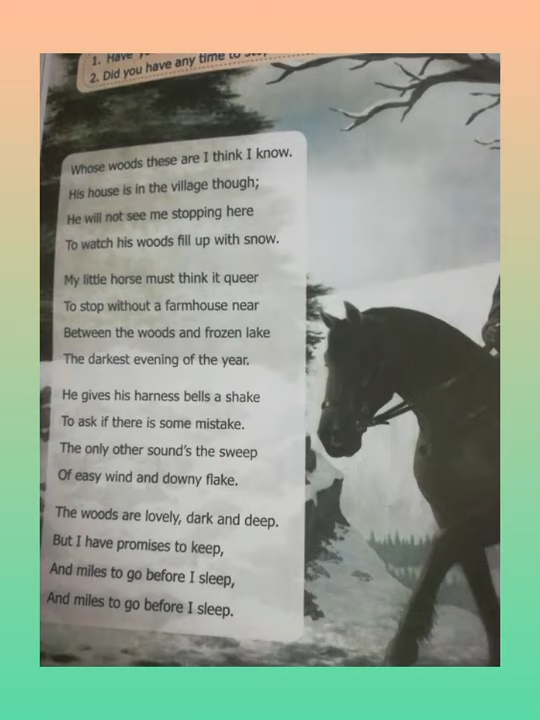 1. Have
2. Did you have any time to
Whose woods these are I think I know.
His house is in the village though;
He will not see me stopping here
To watch his woods fill up with snow.
My little horse must think it queer
To stop without a farmhouse near
Between the woods and frozen lake
The darkest evening of the year.
He gives his harness bells a shake
To ask if there is some mistake.
The only other sound's the sweep
Of easy wind and downy flake.
The woods are lovely, dark and deep.
But I have promises to keep,
And miles to go before I sleep,
And miles to go before I sleep.